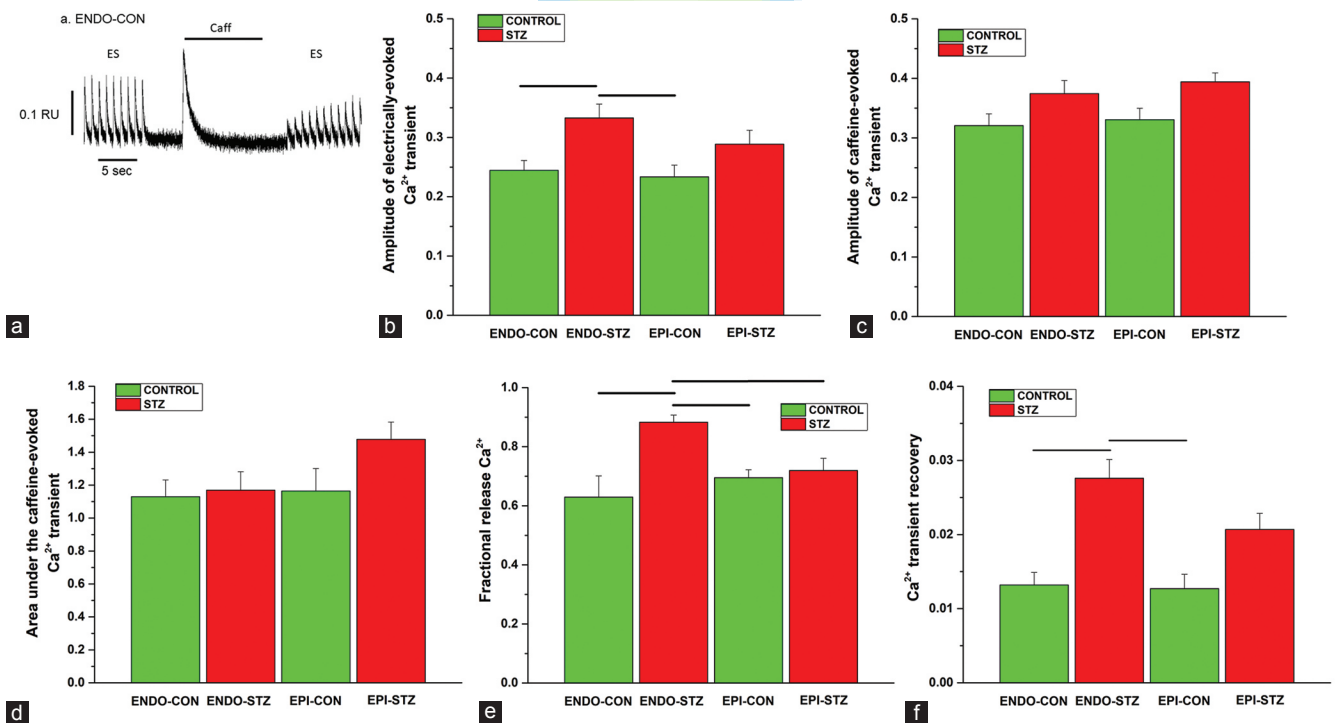 a. ENDO-CON
Caff
ES
ES
0.1 RU
5 sec
a
Amplitude of electrically-evoked
Ca²⁺ transient
0.5
0.4
0.3
0.2
0.1
0.0
CONTROL
STZ
ENDO-CON ENDO-STZ EPI-CON EPI-STZ
b
Amplitude of caffeine-evoked
Ca²⁺ transient
0.5
0.4
0.3
0.2
0.1
0.0
CONTROL
STZ
ENDO-CON ENDO-STZ EPI-CON EPI-STZ
c
Area under the caffeine-evoked
Ca²⁺ transient
1.8
1.6
1.4
1.2
1.0
0.8
0.6
0.4
0.2
0.0
CONTROL
STZ
ENDO-CON ENDO-STZ EPI-CON EPI-STZ
d
Fractional release Ca²⁺
1.0
0.8
0.6
0.4
0.2
0.0
CONTROL
STZ
ENDO-CON ENDO-STZ EPI-CON EPI-STZ
e
Ca²⁺ transient recovery
0.04
0.03
0.02
0.01
0.00
CONTROL
STZ
ENDO-CON ENDO-STZ EPI-CON EPI-STZ
f